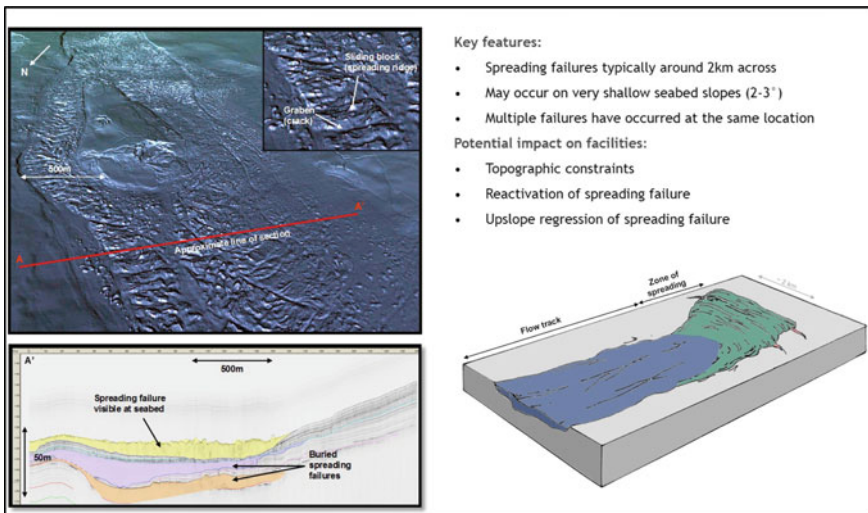 N
Sliding block
(spreading ridge)
Graben
(crack)
500m
A'
Approximate line of section
A
A'
500m
Spreading failure
visible at seabed
50m
Buried
spreading
failures
Key features:
• Spreading failures typically around 2km across
• May occur on very shallow seabed slopes (2-3°)
• Multiple failures have occurred at the same location
Potential impact on facilities:
• Topographic constraints
• Reactivation of spreading failure
• Upslope regression of spreading failure
Zone of
spreading
Flow track